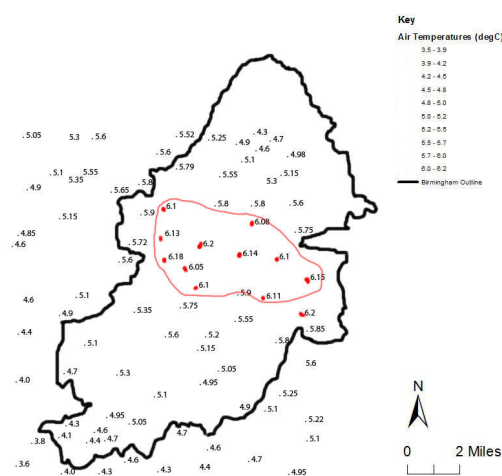 Key
Air Temperatures (degC)
3.5 - 3.9
3.9 - 4.2
4.2 - 4.5
4.5 - 4.8
4.8 - 5.0
5.0 - 5.2
5.2 - 5.5
5.5 - 5.7
5.7 - 6.0
6.0 - 6.2
Birmingham Outline
.5.05 .5.3 .5.6 .5.52 .5.25 .4.3
.4.9 .4.7
.5.6 .5.1 .4.6 .4.98
.5.79
.5.1 .5.55 .5.55 .5.15
.4.9 .5.35 .5.65 .5.8 .5.3
.5.15 .5.9 6.1 .5.8 .5.8 .5.6
.4.85 6.08 .5.75
.4.6 .5.72 6.13 6.2
.5.6 6.18 6.05 6.14 6.1
6.15
.4.6 .5.1 6.1 .5.9 6.11
.4.9 .5.35 .5.75 6.2
.4.4 .5.55 .5.85
.5.1 .5.6 .5.2 .5.8
.5.15 .5.6
.4.0 .4.7 .5.3 .5.05
.4.95
.5.1 .5.25
.4.9 .5.1
.4.3 .4.95 .5.05 .5.22
.3.8 .4.1 .4.6 4.7
.4.4 .4.7 .4.6 .5.1
.3.6 .4.0 .4.3 .4.6 .4.3 4.4 .4.7 .4.95
N
0 2 Miles